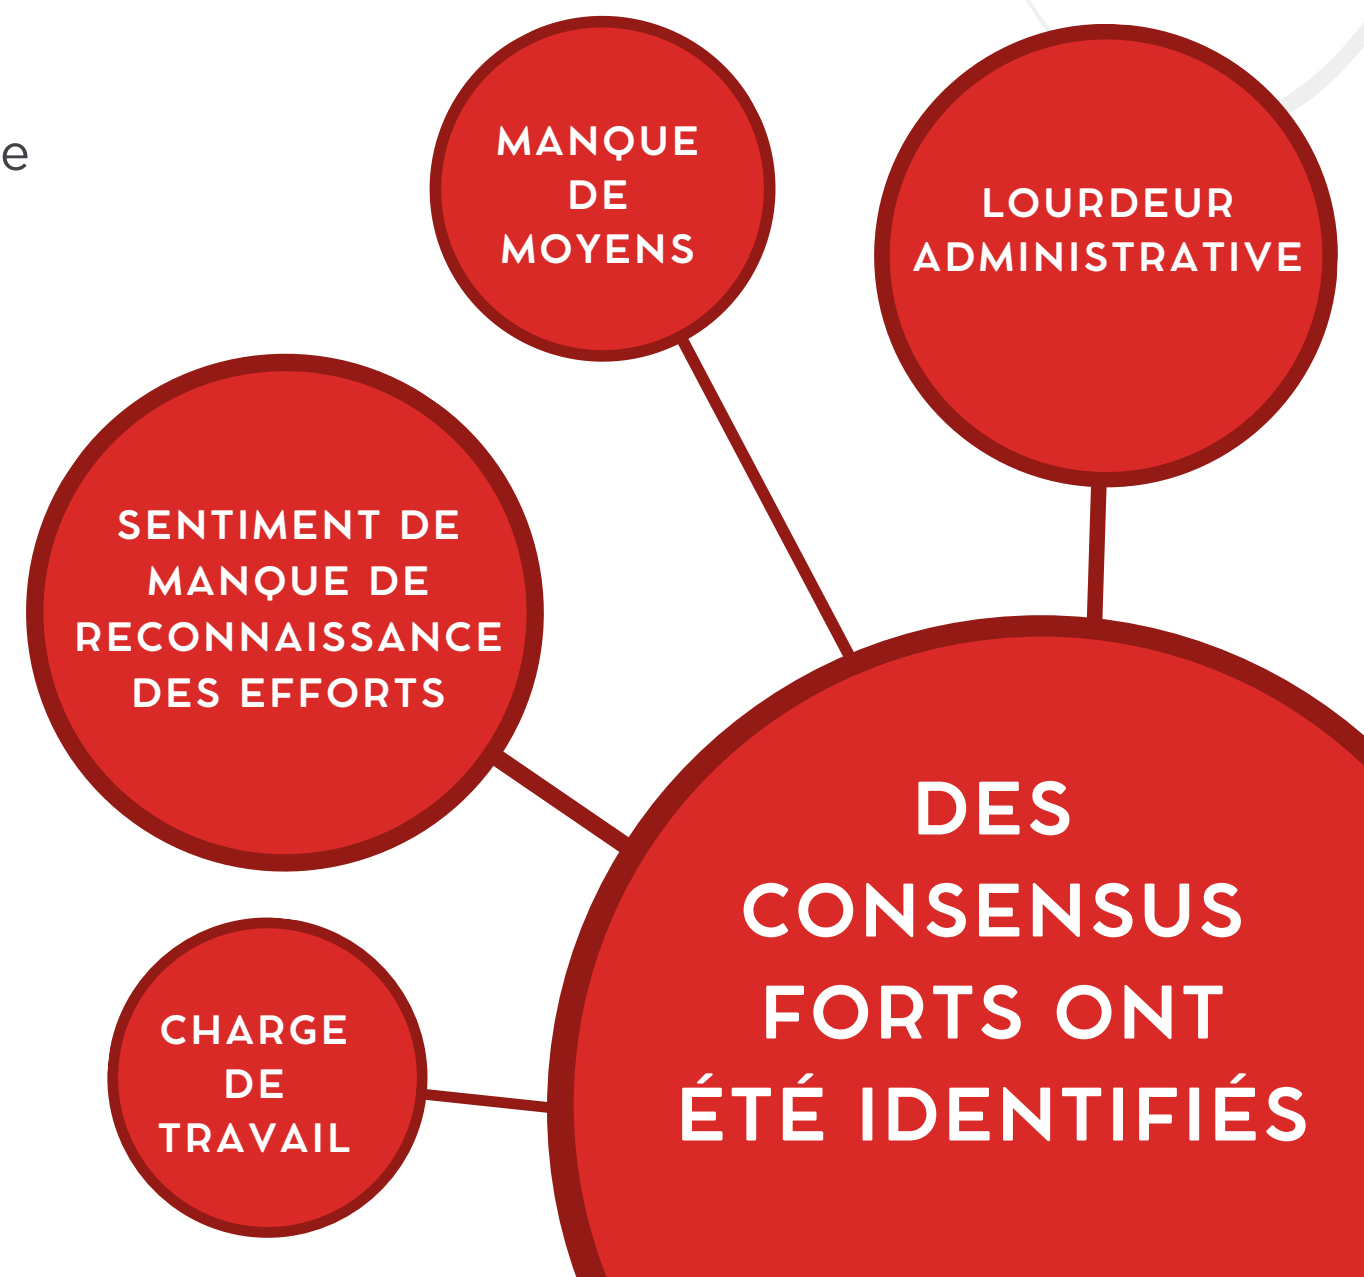 e
MANQUE
DE
MOYENS
LOURDEUR
ADMINISTRATIVE
SENTIMENT DE
MANQUE DE
RECONNAISSANCE
DES EFFORTS
CHARGE
DE
TRAVAIL
DES
CONSENSUS
FORTS ONT
ÉTÉ IDENTIFIÉS